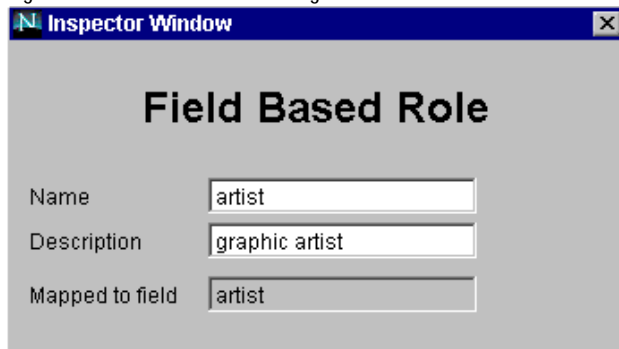 N Inspector Window
Field Based Role
Name artist
Description graphic artist
Mapped to field artist